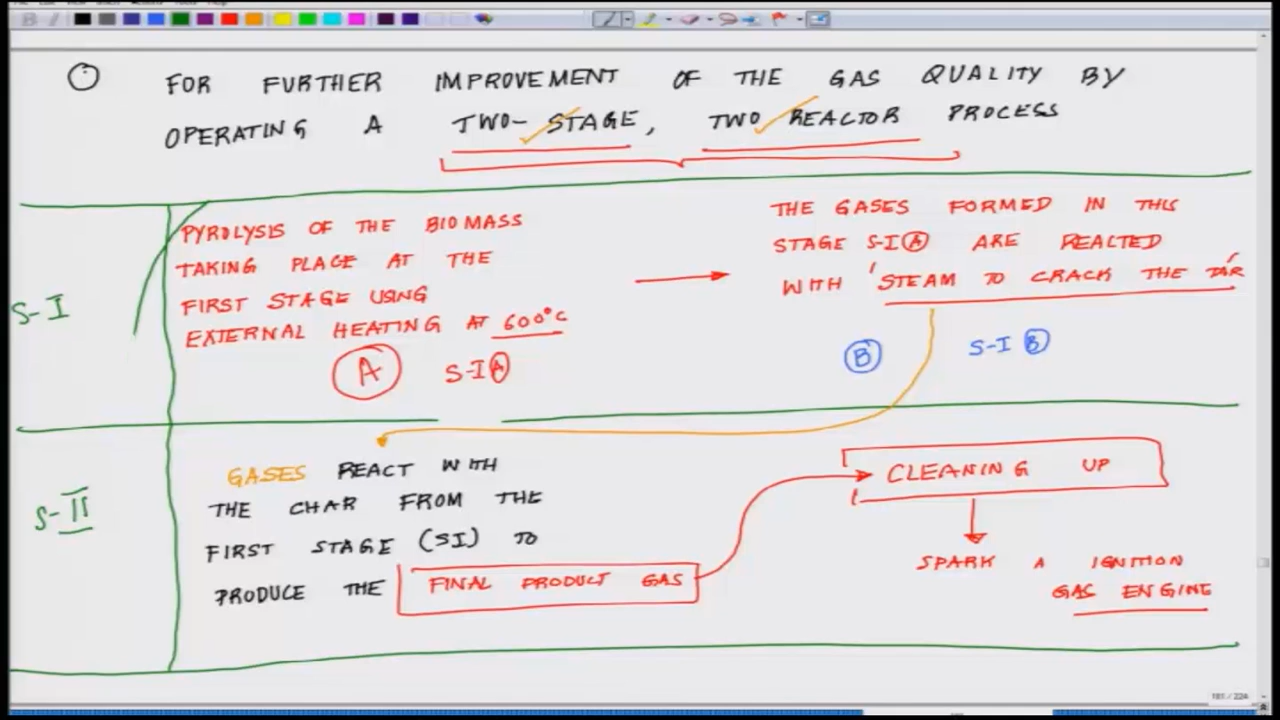 FOR FURTHER IMPROVEMENT OF THE GAS QUALITY BY
OPERATING A TWO-STAGE, TWO REACTOR PROCESS
S-I
PYROLYSIS OF THE BIOMASS
TAKING PLACE AT THE
FIRST STAGE USING
EXTERNAL HEATING AT 600°C
A S-I A
THE GASES FORMED IN THIS
STAGE S-I A ARE REALTED
WITH 'STEAM TO CRACK THE TAR'
B S-I B
S-II
GASES REACT WITH
THE CHAR FROM THE
FIRST STAGE (SI) TO
PRODUCE THE FINAL PRODUCT GAS
CLEANING UP
SPARK A IGNITION
GAS ENGINE
181 / 224